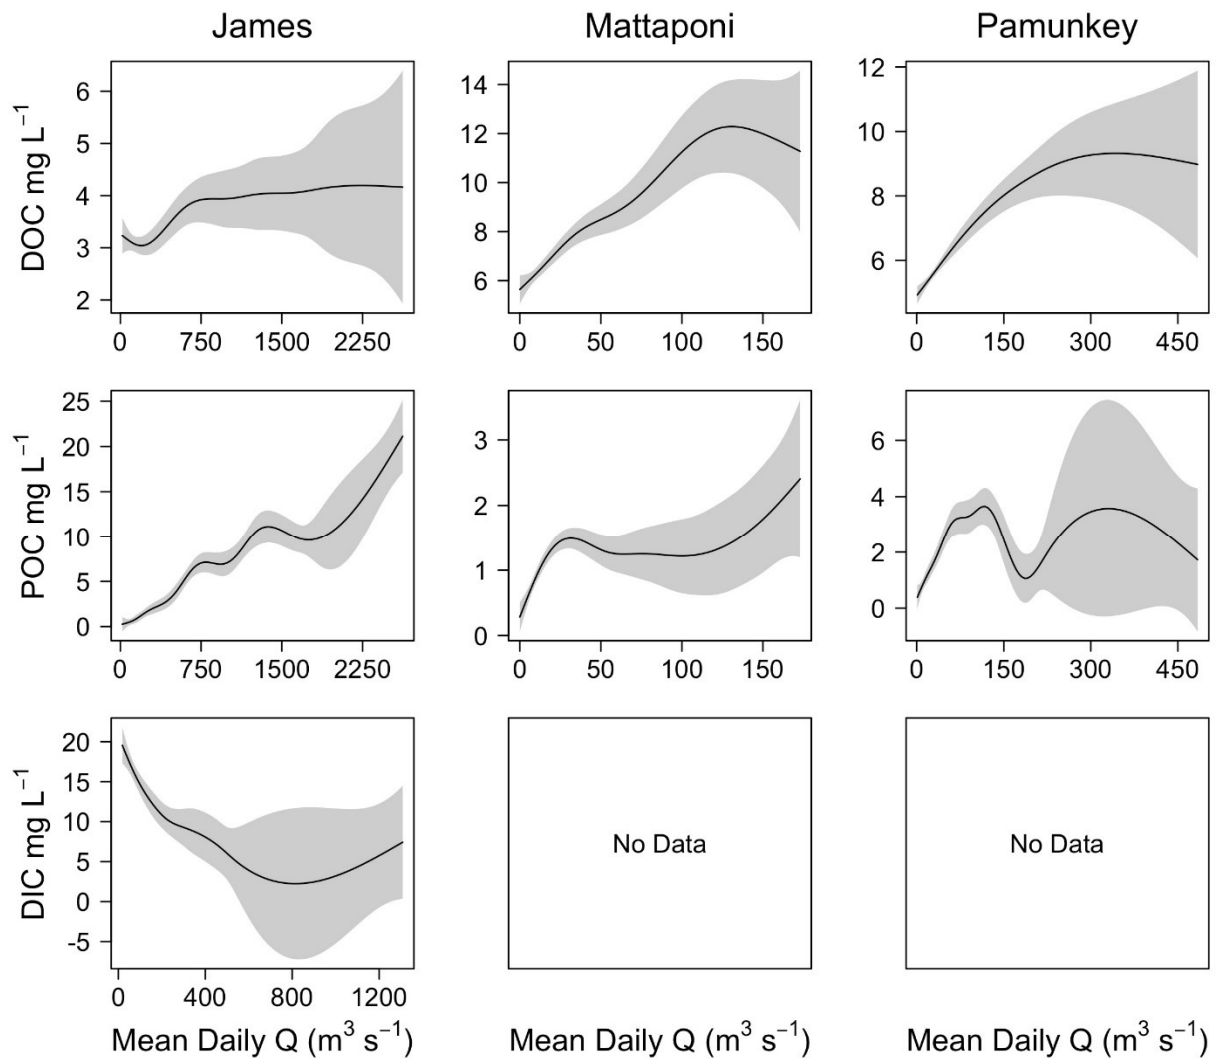 James Mattaponi Pamunkey
DOC mg L⁻¹
6
5
4
3
2
0 750 1500 2250
14
12
10
8
6
0 50 100 150
12
10
8
6
0 150 300 450
POC mg L⁻¹
25
20
15
10
5
0
0 750 1500 2250
3
2
1
0
0 50 100 150
6
4
2
0
0 150 300 450
DIC mg L⁻¹
20
15
10
5
0
-5
0 400 800 1200
No Data
No Data
Mean Daily Q (m³ s⁻¹) Mean Daily Q (m³ s⁻¹) Mean Daily Q (m³ s⁻¹)